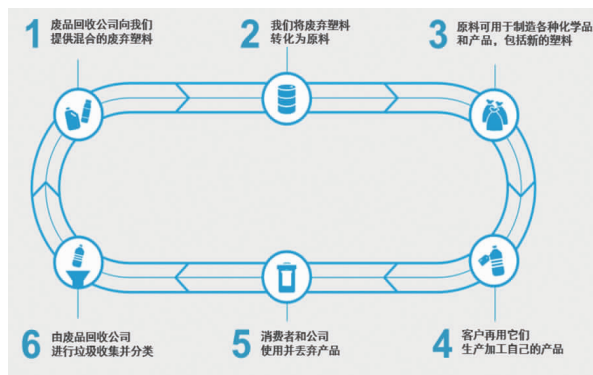 1
废品回收公司向我们
提供混合的废弃塑料
2
我们将废弃塑料
转化为原料
3
原料可用于制造各种化学品
和产品，包括新的塑料
4
客户再用它们
生产加工自己的产品
5
消费者和公司
使用并丢弃产品
6
由废品回收公司
进行垃圾收集并分类